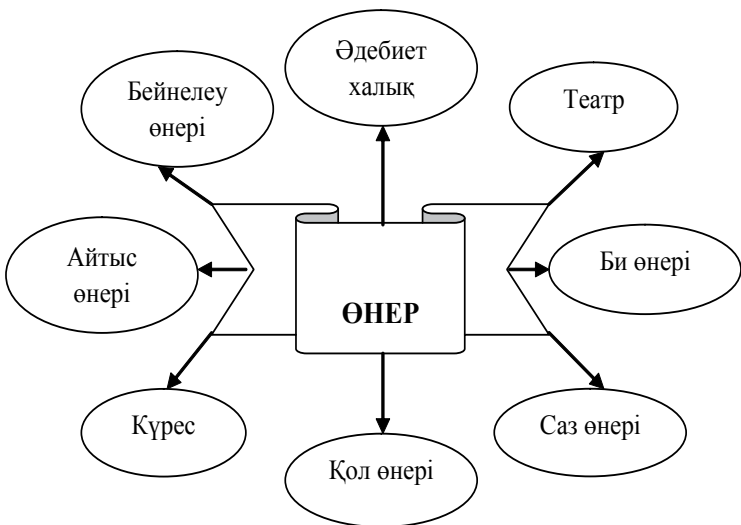 Әдебиет
халық
Бейнелеу
өнері
Театр
Айтыс
өнері
Би өнері
ӨНЕР
Күрес
Саз өнері
Қол өнері